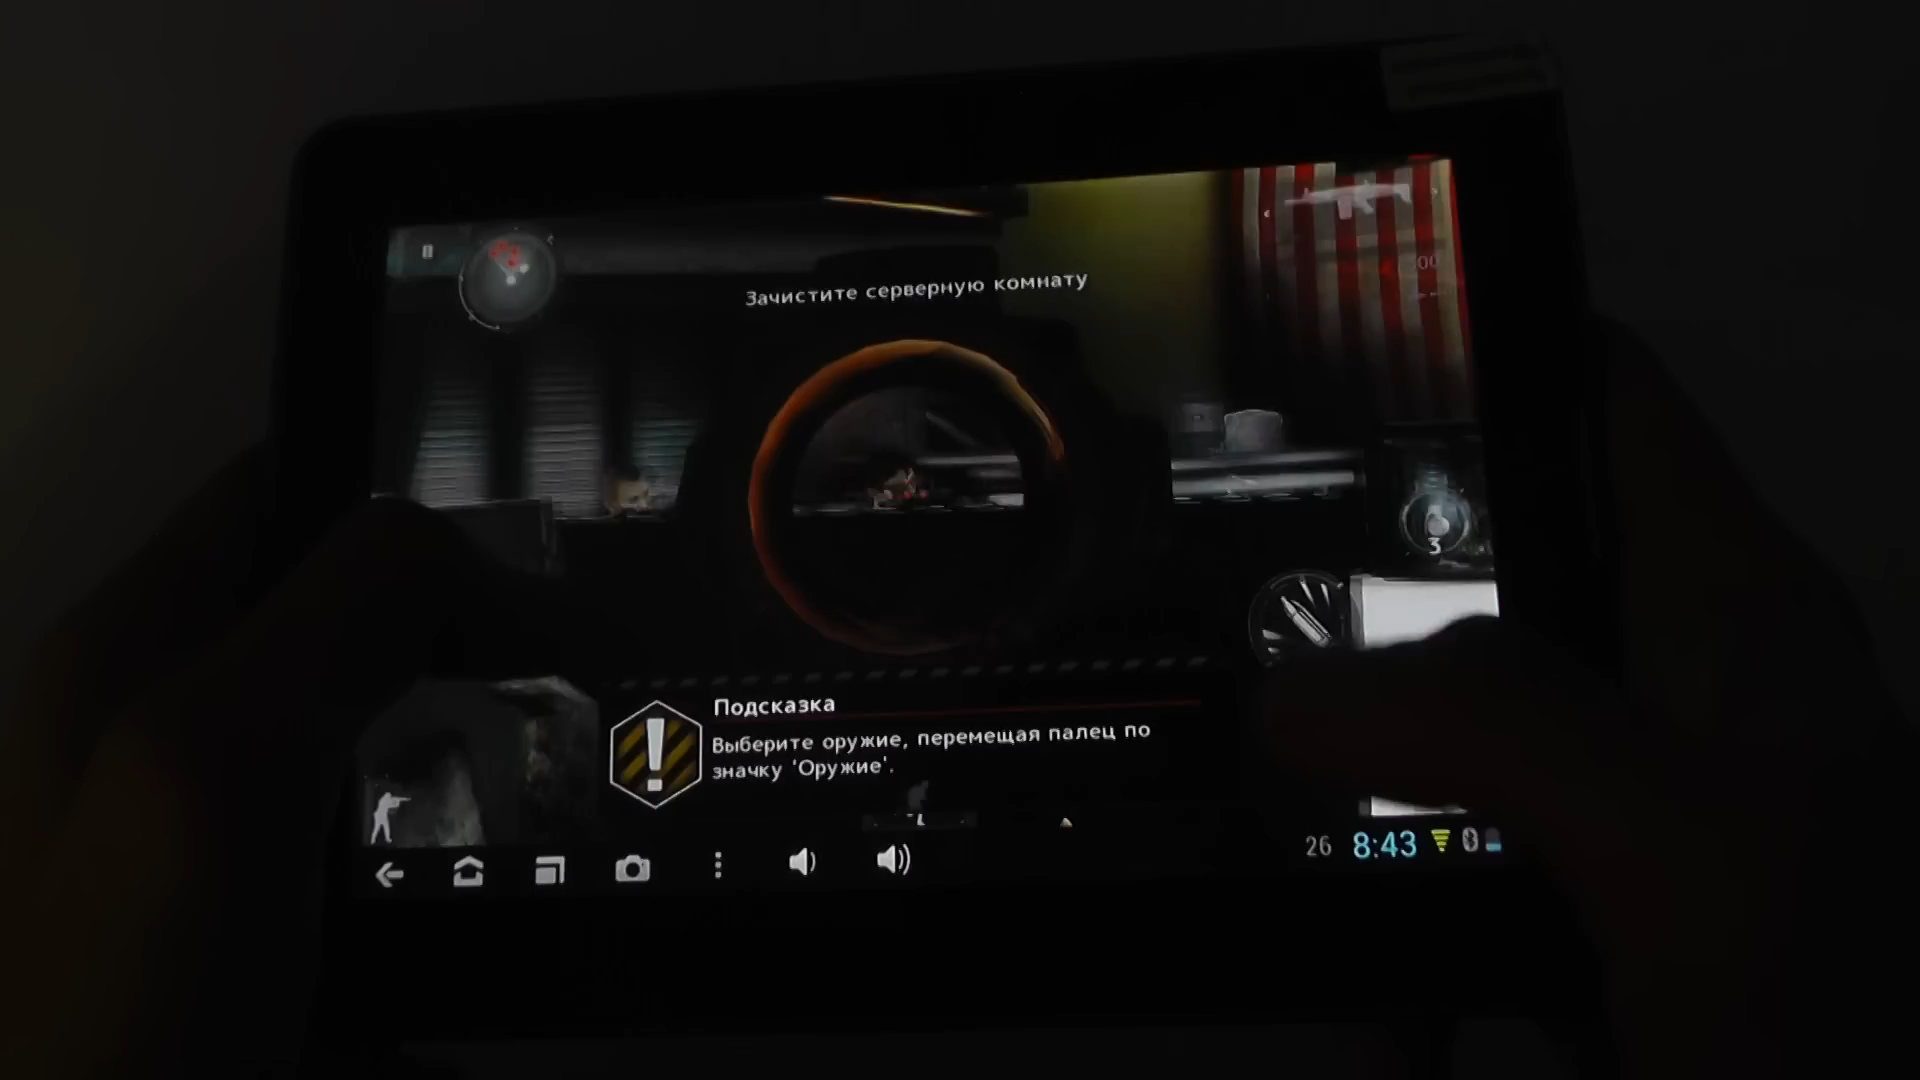 Зачистите серверную комнату
3
Подсказка
Выберите оружие, перемещая палец по
значку 'Оружие'.
26 8:43